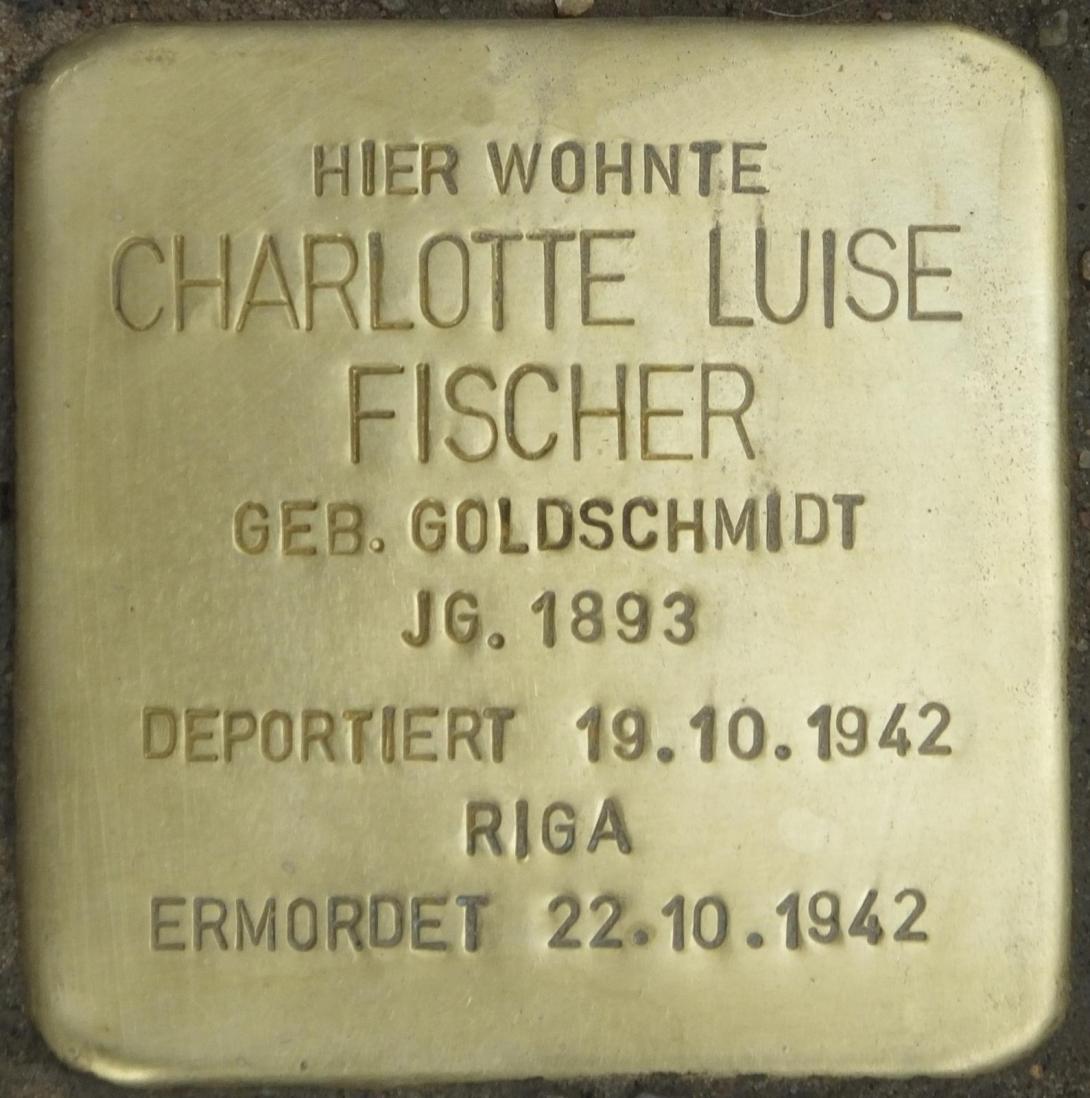 HIER WOHNTE
CHARLOTTE LUISE
FISCHER
GEB. GOLDSCHMIDT
JG. 1893
DEPORTIERT 19.10.1942
RIGA
ERMORDET 22.10.1942